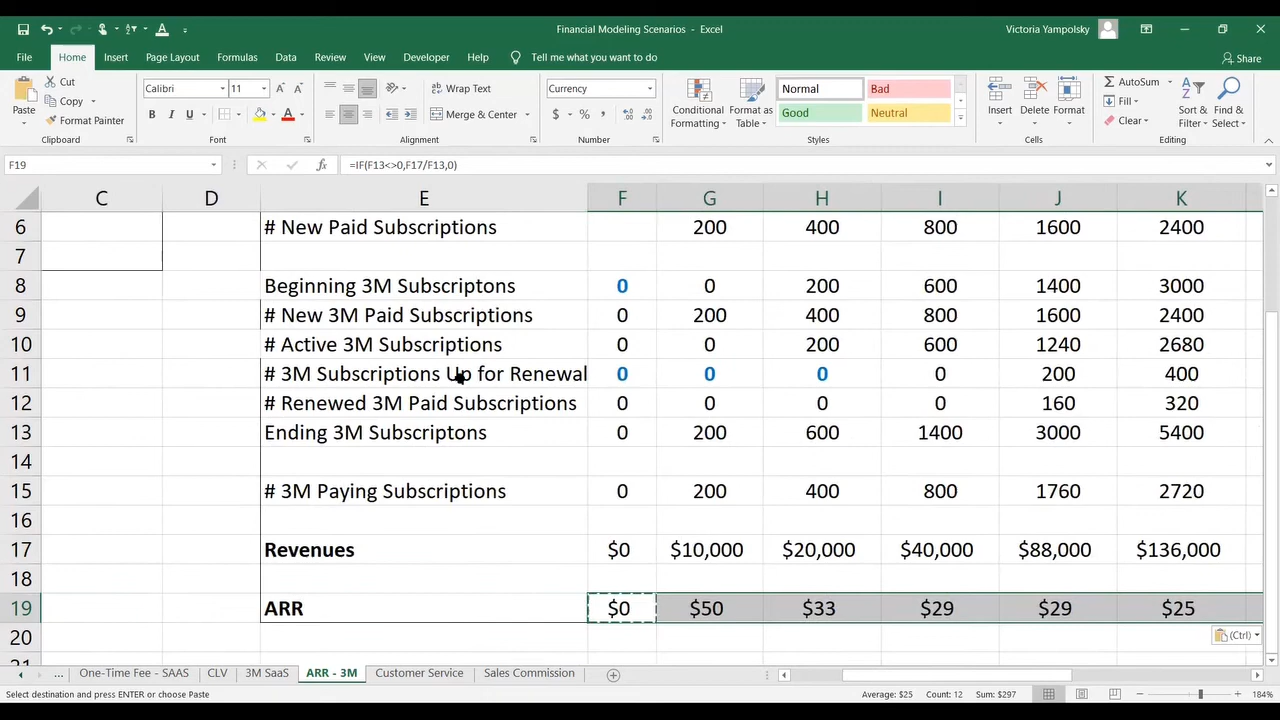 Financial Modeling Scenarios - Excel
Victoria Yampolsky
File Home Insert Page Layout Formulas Data Review View Developer Help Tell me what you want to do Share
Cut
Copy
Format Painter
Paste
Clipboard
Calibri 11
B I U
Font
Wrap Text
Merge & Center
Alignment
Currency
$ % ,
Number
Conditional Formatting
Format as Table
Normal Bad
Good Neutral
Styles
Insert Delete Format
Cells
AutoSum
Fill
Clear
Sort & Filter
Find & Select
Editing
F19 fx =IF(F13<>0,F17/F13,0)
C D E F G H I J K
6 # New Paid Subscriptions 200 400 800 1600 2400
7
8 Beginning 3M Subscriptons 0 0 200 600 1400 3000
9 # New 3M Paid Subscriptions 0 200 400 800 1600 2400
10 # Active 3M Subscriptions 0 0 200 600 1240 2680
11 # 3M Subscriptions Up for Renewal 0 0 0 0 200 400
12 # Renewed 3M Paid Subscriptions 0 0 0 0 160 320
13 Ending 3M Subscriptons 0 200 600 1400 3000 5400
14
15 # 3M Paying Subscriptions 0 200 400 800 1760 2720
16
17 Revenues $0 $10,000 $20,000 $40,000 $88,000 $136,000
18
19 ARR $0 $50 $33 $29 $29 $25
20
(Ctrl)
21
... One-Time Fee - SAAS CLV 3M SaaS ARR - 3M Customer Service Sales Commission
Select destination and press ENTER or choose Paste Average: $25 Count: 12 Sum: $297 184%